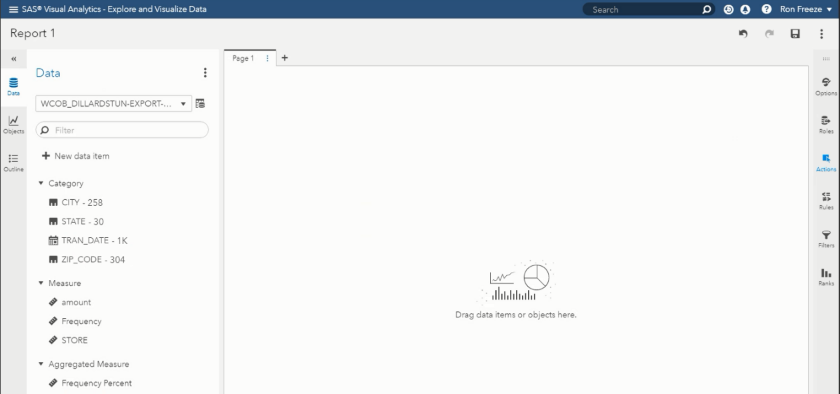 SAS® Visual Analytics - Explore and Visualize Data
Search
Ron Freeze
Report 1
Page 1
Data
Data
WCOB_DILLARDSTUN-EXPORT-...
Filter
Objects
New data item
Outline
Category
CITY - 258
STATE - 30
TRAN_DATE - 1K
ZIP_CODE - 304
Measure
amount
Frequency
STORE
Aggregated Measure
Frequency Percent
Drag data items or objects here.
Options
Roles
Actions
Rules
Filters
Ranks